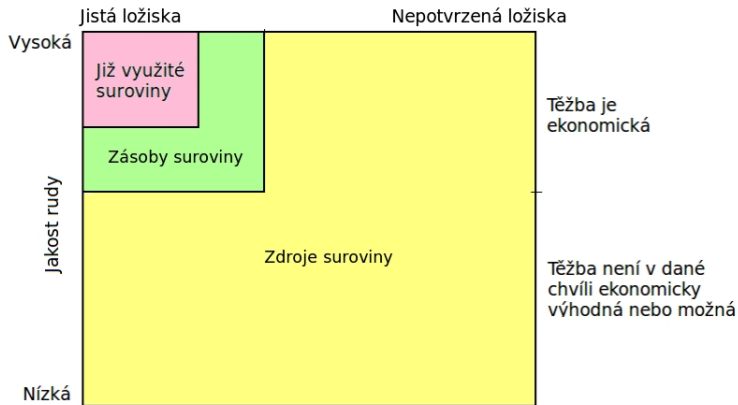 Jistá ložiska
Nepotvrzená ložiska
Vysoká
Již využité
suroviny
Těžba je
ekonomická
Zásoby suroviny
Jakost rudy
Zdroje suroviny
Těžba není v dané
chvíli ekonomicky
výhodná nebo možná
Nízká